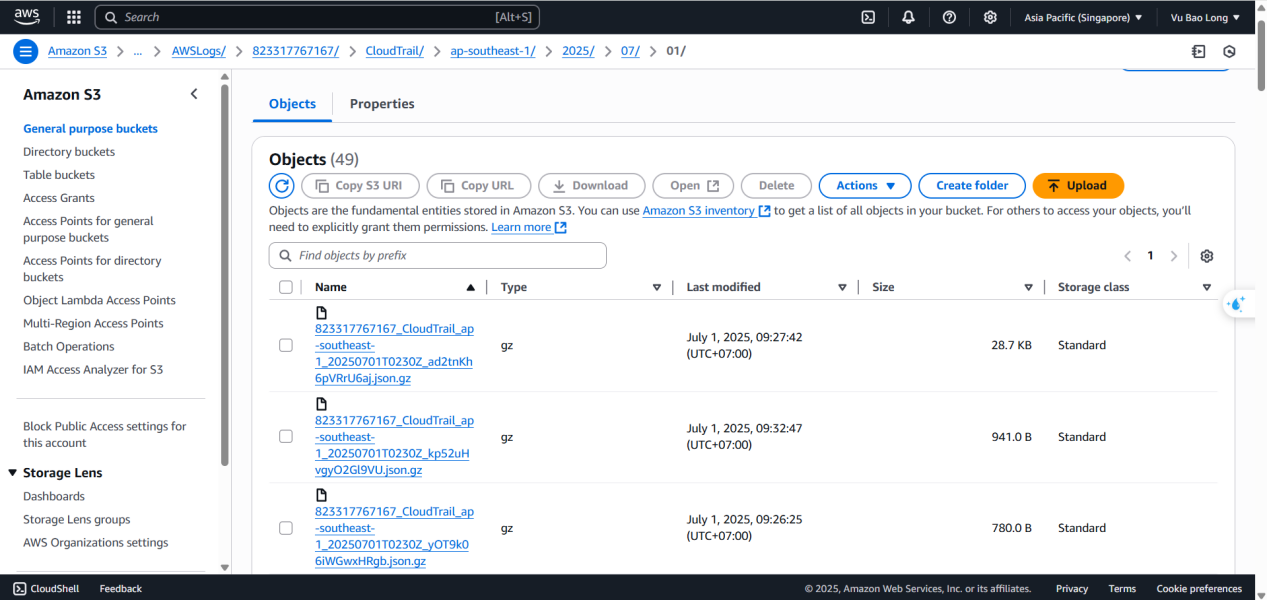 aws
Search [Alt+S]
Asia Pacific (Singapore) ▼ Vu Bao Long ▼
Amazon S3 > ... > AWSLogs/ > 823317767167/ > CloudTrail/ > ap-southeast-1/ > 2025/ > 07/ > 01/
Amazon S3
General purpose buckets
Directory buckets
Table buckets
Access Grants
Access Points for general
purpose buckets
Access Points for directory
buckets
Object Lambda Access Points
Multi-Region Access Points
Batch Operations
IAM Access Analyzer for S3
Block Public Access settings for
this account
Storage Lens
Dashboards
Storage Lens groups
AWS Organizations settings
Objects Properties
Objects (49)
Copy S3 URI Copy URL Download Open Delete Actions ▼ Create folder Upload
Objects are the fundamental entities stored in Amazon S3. You can use Amazon S3 inventory to get a list of all objects in your bucket. For others to access your objects, you'll
need to explicitly grant them permissions. Learn more
Find objects by prefix
1
Name Type Last modified Size Storage class
823317767167_CloudTrail_ap
-southeast-
1_20250701T0230Z_ad2tnKh
6pVRrU6aj.json.gz
gz
July 1, 2025, 09:27:42
(UTC+07:00)
28.7 KB
Standard
823317767167_CloudTrail_ap
-southeast-
1_20250701T0230Z_kp52uH
vgyO2Gl9VU.json.gz
gz
July 1, 2025, 09:32:47
(UTC+07:00)
941.0 B
Standard
823317767167_CloudTrail_ap
-southeast-
1_20250701T0230Z_yOT9k0
6iWGwxHRgb.json.gz
gz
July 1, 2025, 09:26:25
(UTC+07:00)
780.0 B
Standard
CloudShell Feedback
© 2025, Amazon Web Services, Inc. or its affiliates. Privacy Terms Cookie preferences